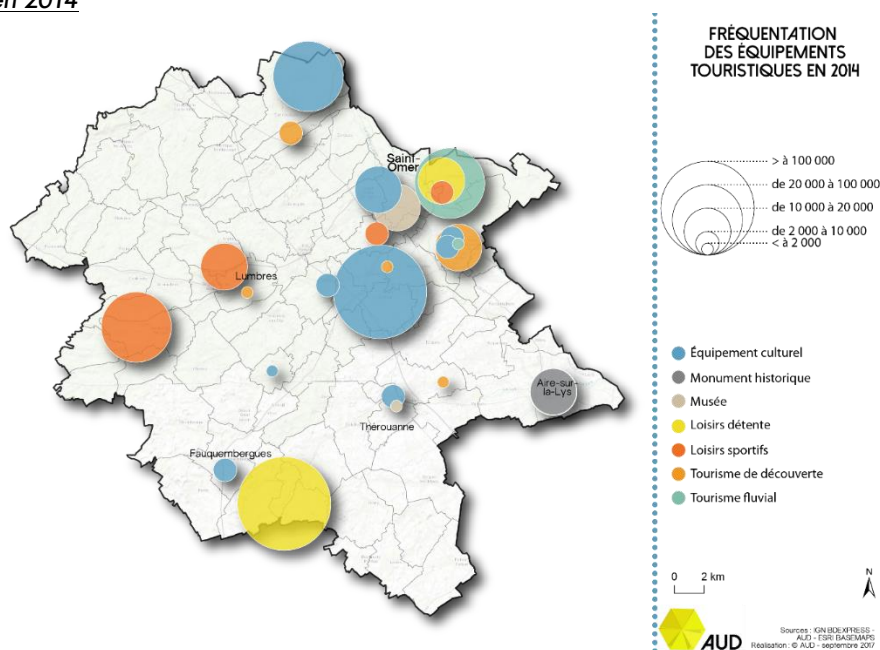 en 2014
FRÉQUENTATION
DES ÉQUIPEMENTS
TOURISTIQUES EN 2014
> à 100 000
de 20 000 à 100 000
de 10 000 à 20 000
de 2 000 à 10 000
< à 2 000
Saint-
Omer
Lumbres
Aire-sur-
la-Lys
Thérouanne
Fauquembergues
Équipement culturel
Monument historique
Musée
Loisirs détente
Loisirs sportifs
Tourisme de découverte
Tourisme fluvial
0 2 km
N
AUD
Sources : IGN BDEXPRESS -
AUD - ESRI BASEMAPS
Réalisation : © AUD - septembre 2017